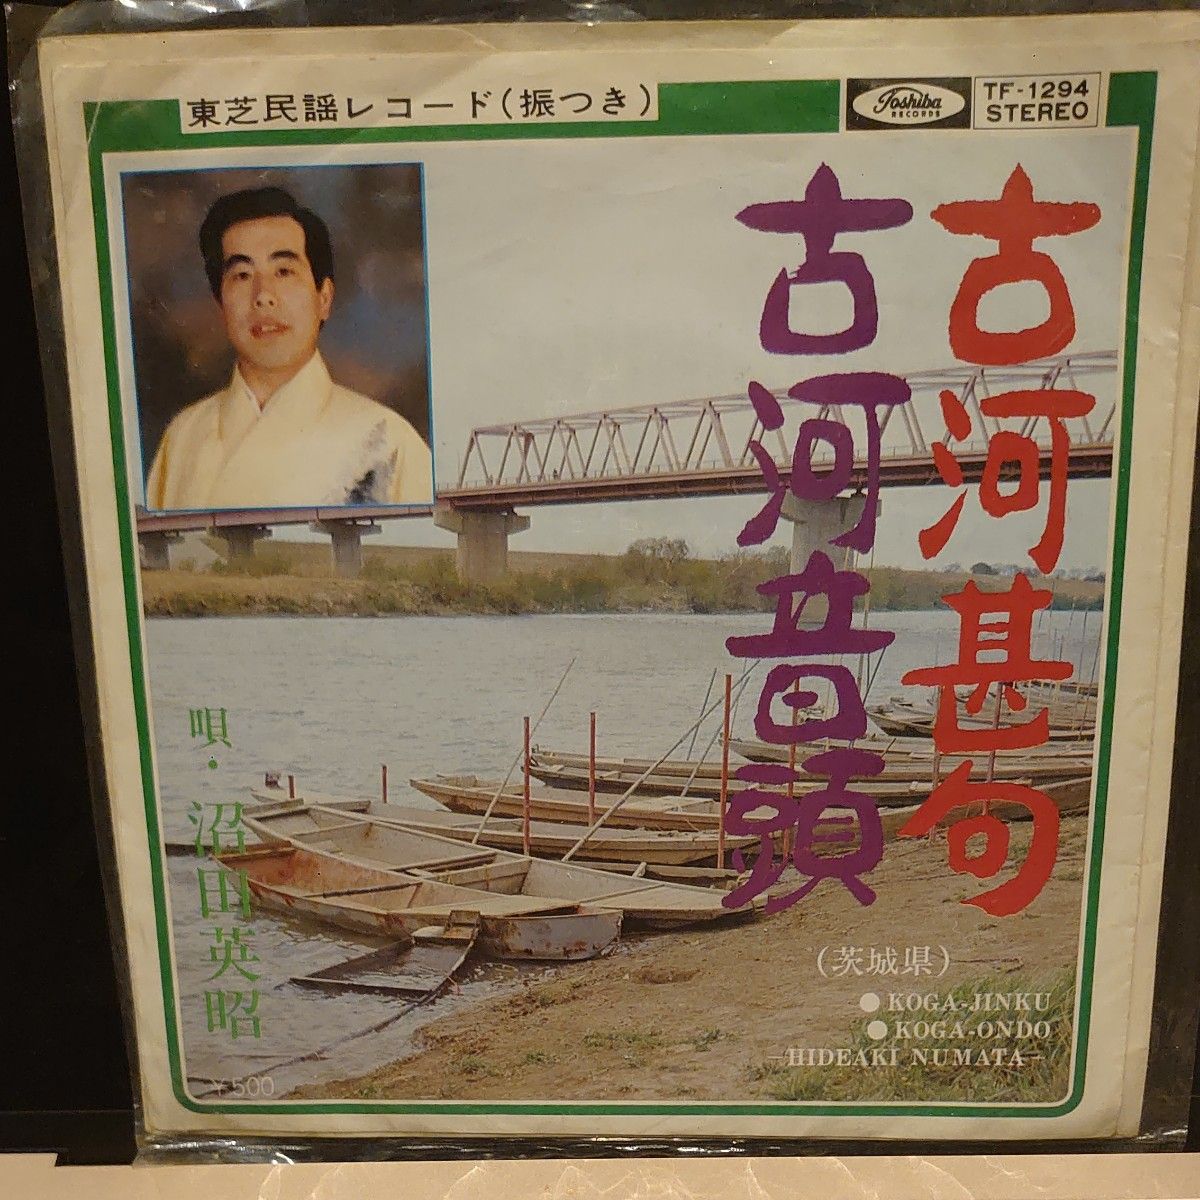 東芝民謡レコード(振つき)
Toshiba
RECORDS
TF-1294
STEREO
古河甚句
古河音頭
唄・沼田英昭
(茨城県)
● KOGA-JINKU
● KOGA-ONDO
—HIDEAKI NUMATA—
¥500